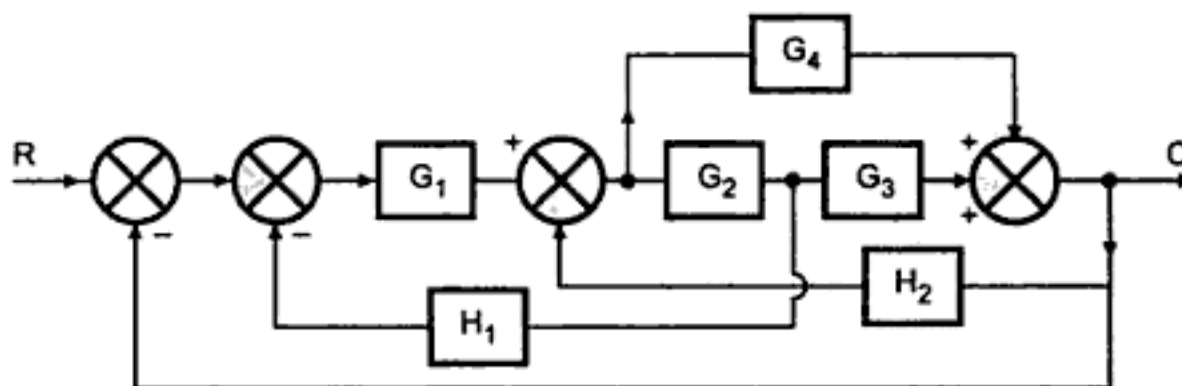 G₄
R
+
G₁
G₂
G₃
+
C
−
−
+
H₂
H₁